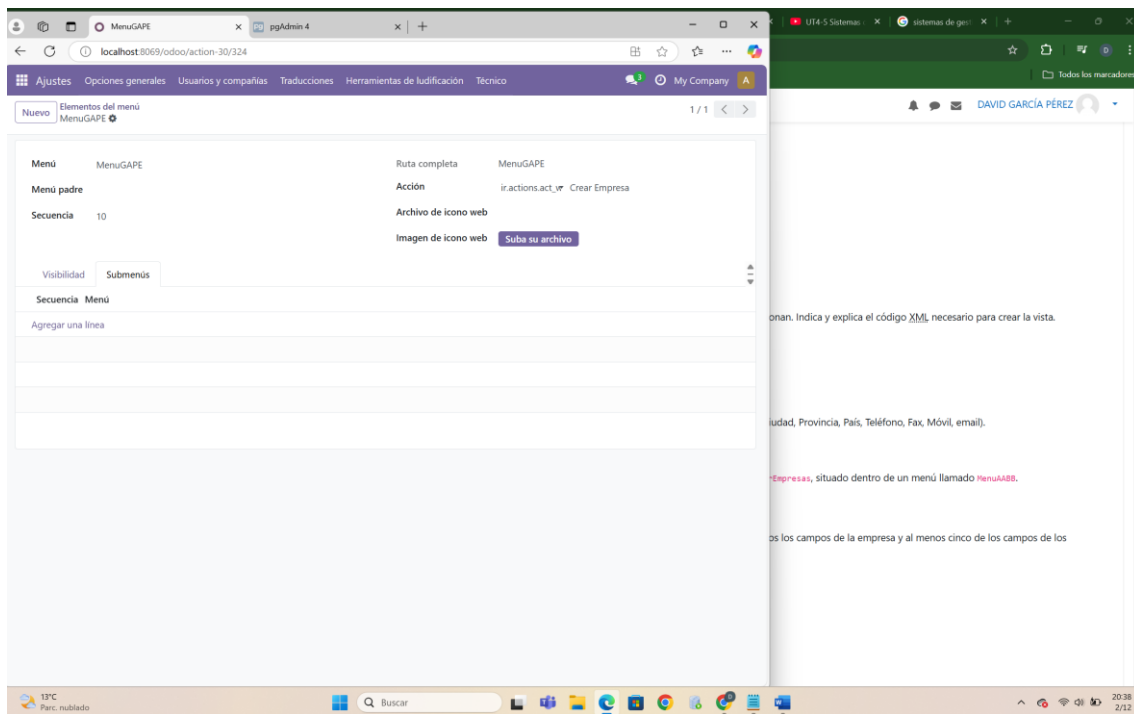 MenuGAPE
pgAdmin 4
UT4-5 Sistemas
sistemas de gest
localhost:8069/odoo/action-30/324
Todos los marcadores
Ajustes Opciones generales Usuarios y compañías Traducciones Herramientas de ludificación Técnico
3
My Company A
D
Nuevo
Elementos del menú
MenuGAPE
1 / 1
DAVID GARCÍA PÉREZ
Menú MenuGAPE
Ruta completa MenuGAPE
Menú padre
Acción ir.actions.act_w Crear Empresa
Secuencia 10
Archivo de icono web
Imagen de icono web Suba su archivo
Visibilidad Submenús
Secuencia Menú
Agregar una línea
onan. Indica y explica el código XML necesario para crear la vista.
iudad, Provincia, País, Teléfono, Fax, Móvil, email).
-Empresas, situado dentro de un menú llamado MenuAABB.
os los campos de la empresa y al menos cinco de los campos de los
13°C
Parc. nublado
Buscar
20:38
2/12